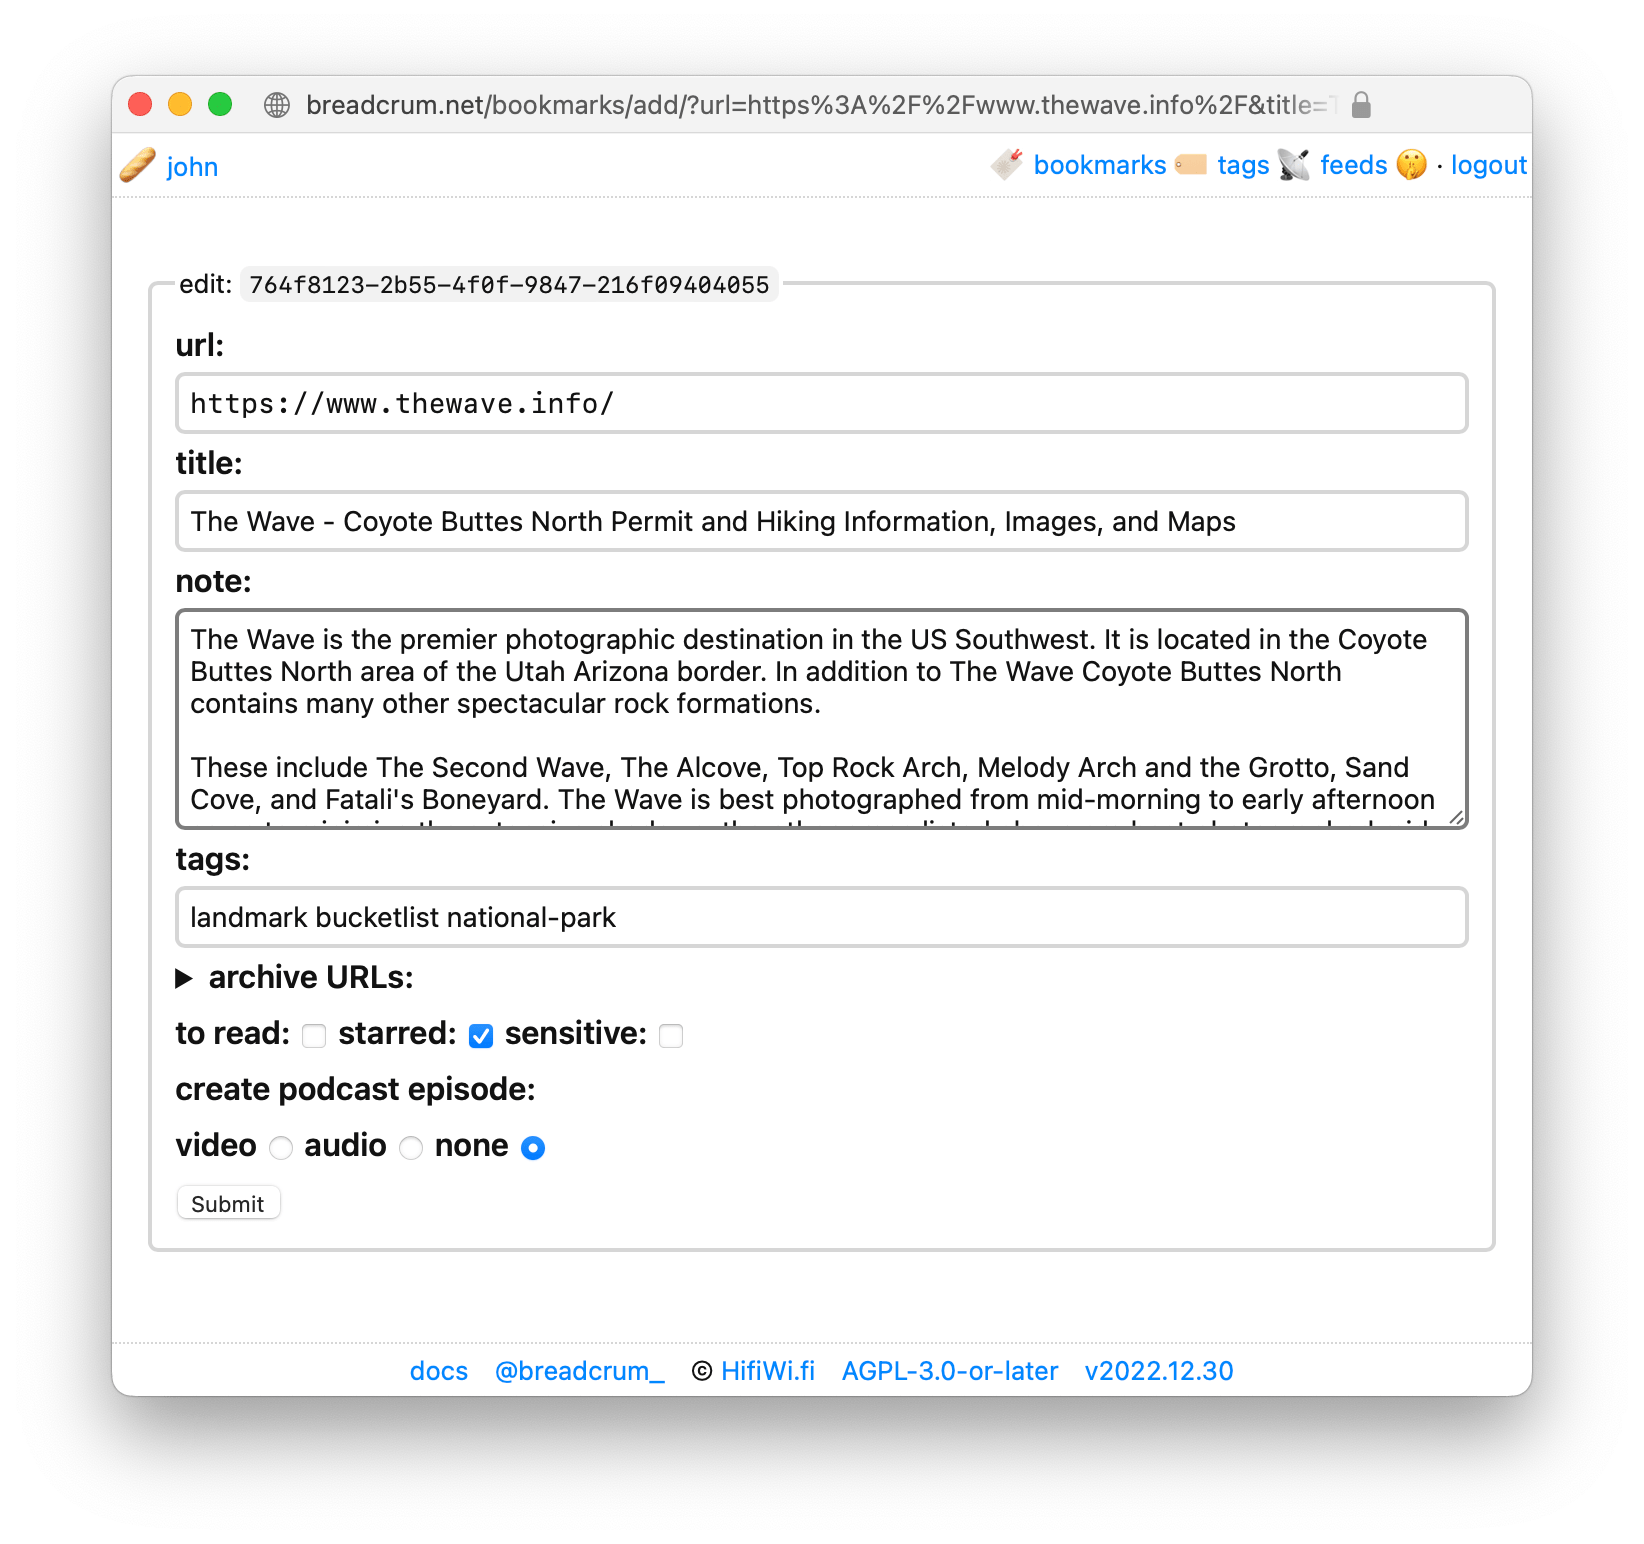 breadcrum.net/bookmarks/add/?url=https%3A%2F%2Fwww.thewave.info%2F&title=
john
bookmarks tags feeds · logout
edit: 764f8123-2b55-4f0f-9847-216f09404055
url:
https://www.thewave.info/
title:
The Wave - Coyote Buttes North Permit and Hiking Information, Images, and Maps
note:
The Wave is the premier photographic destination in the US Southwest. It is located in the Coyote
Buttes North area of the Utah Arizona border. In addition to The Wave Coyote Buttes North
contains many other spectacular rock formations.
These include The Second Wave, The Alcove, Top Rock Arch, Melody Arch and the Grotto, Sand
Cove, and Fatali's Boneyard. The Wave is best photographed from mid-morning to early afternoon
tags:
landmark bucketlist national-park
archive URLs:
to read: starred: sensitive:
create podcast episode:
video audio none
Submit
docs @breadcrum_ © HifiWi.fi AGPL-3.0-or-later v2022.12.30